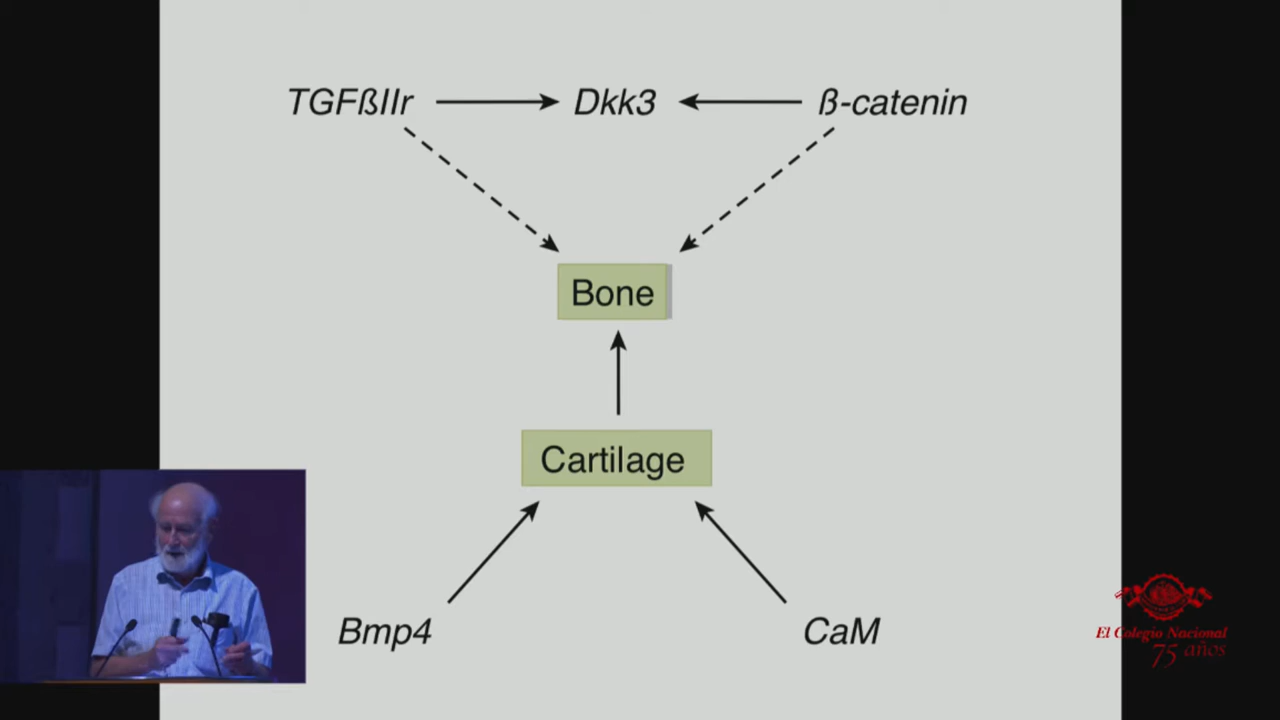 TGFßIIr
Dkk3
ß-catenin
Bone
Cartilage
Bmp4
CaM
El Colegio Nacional
75 años